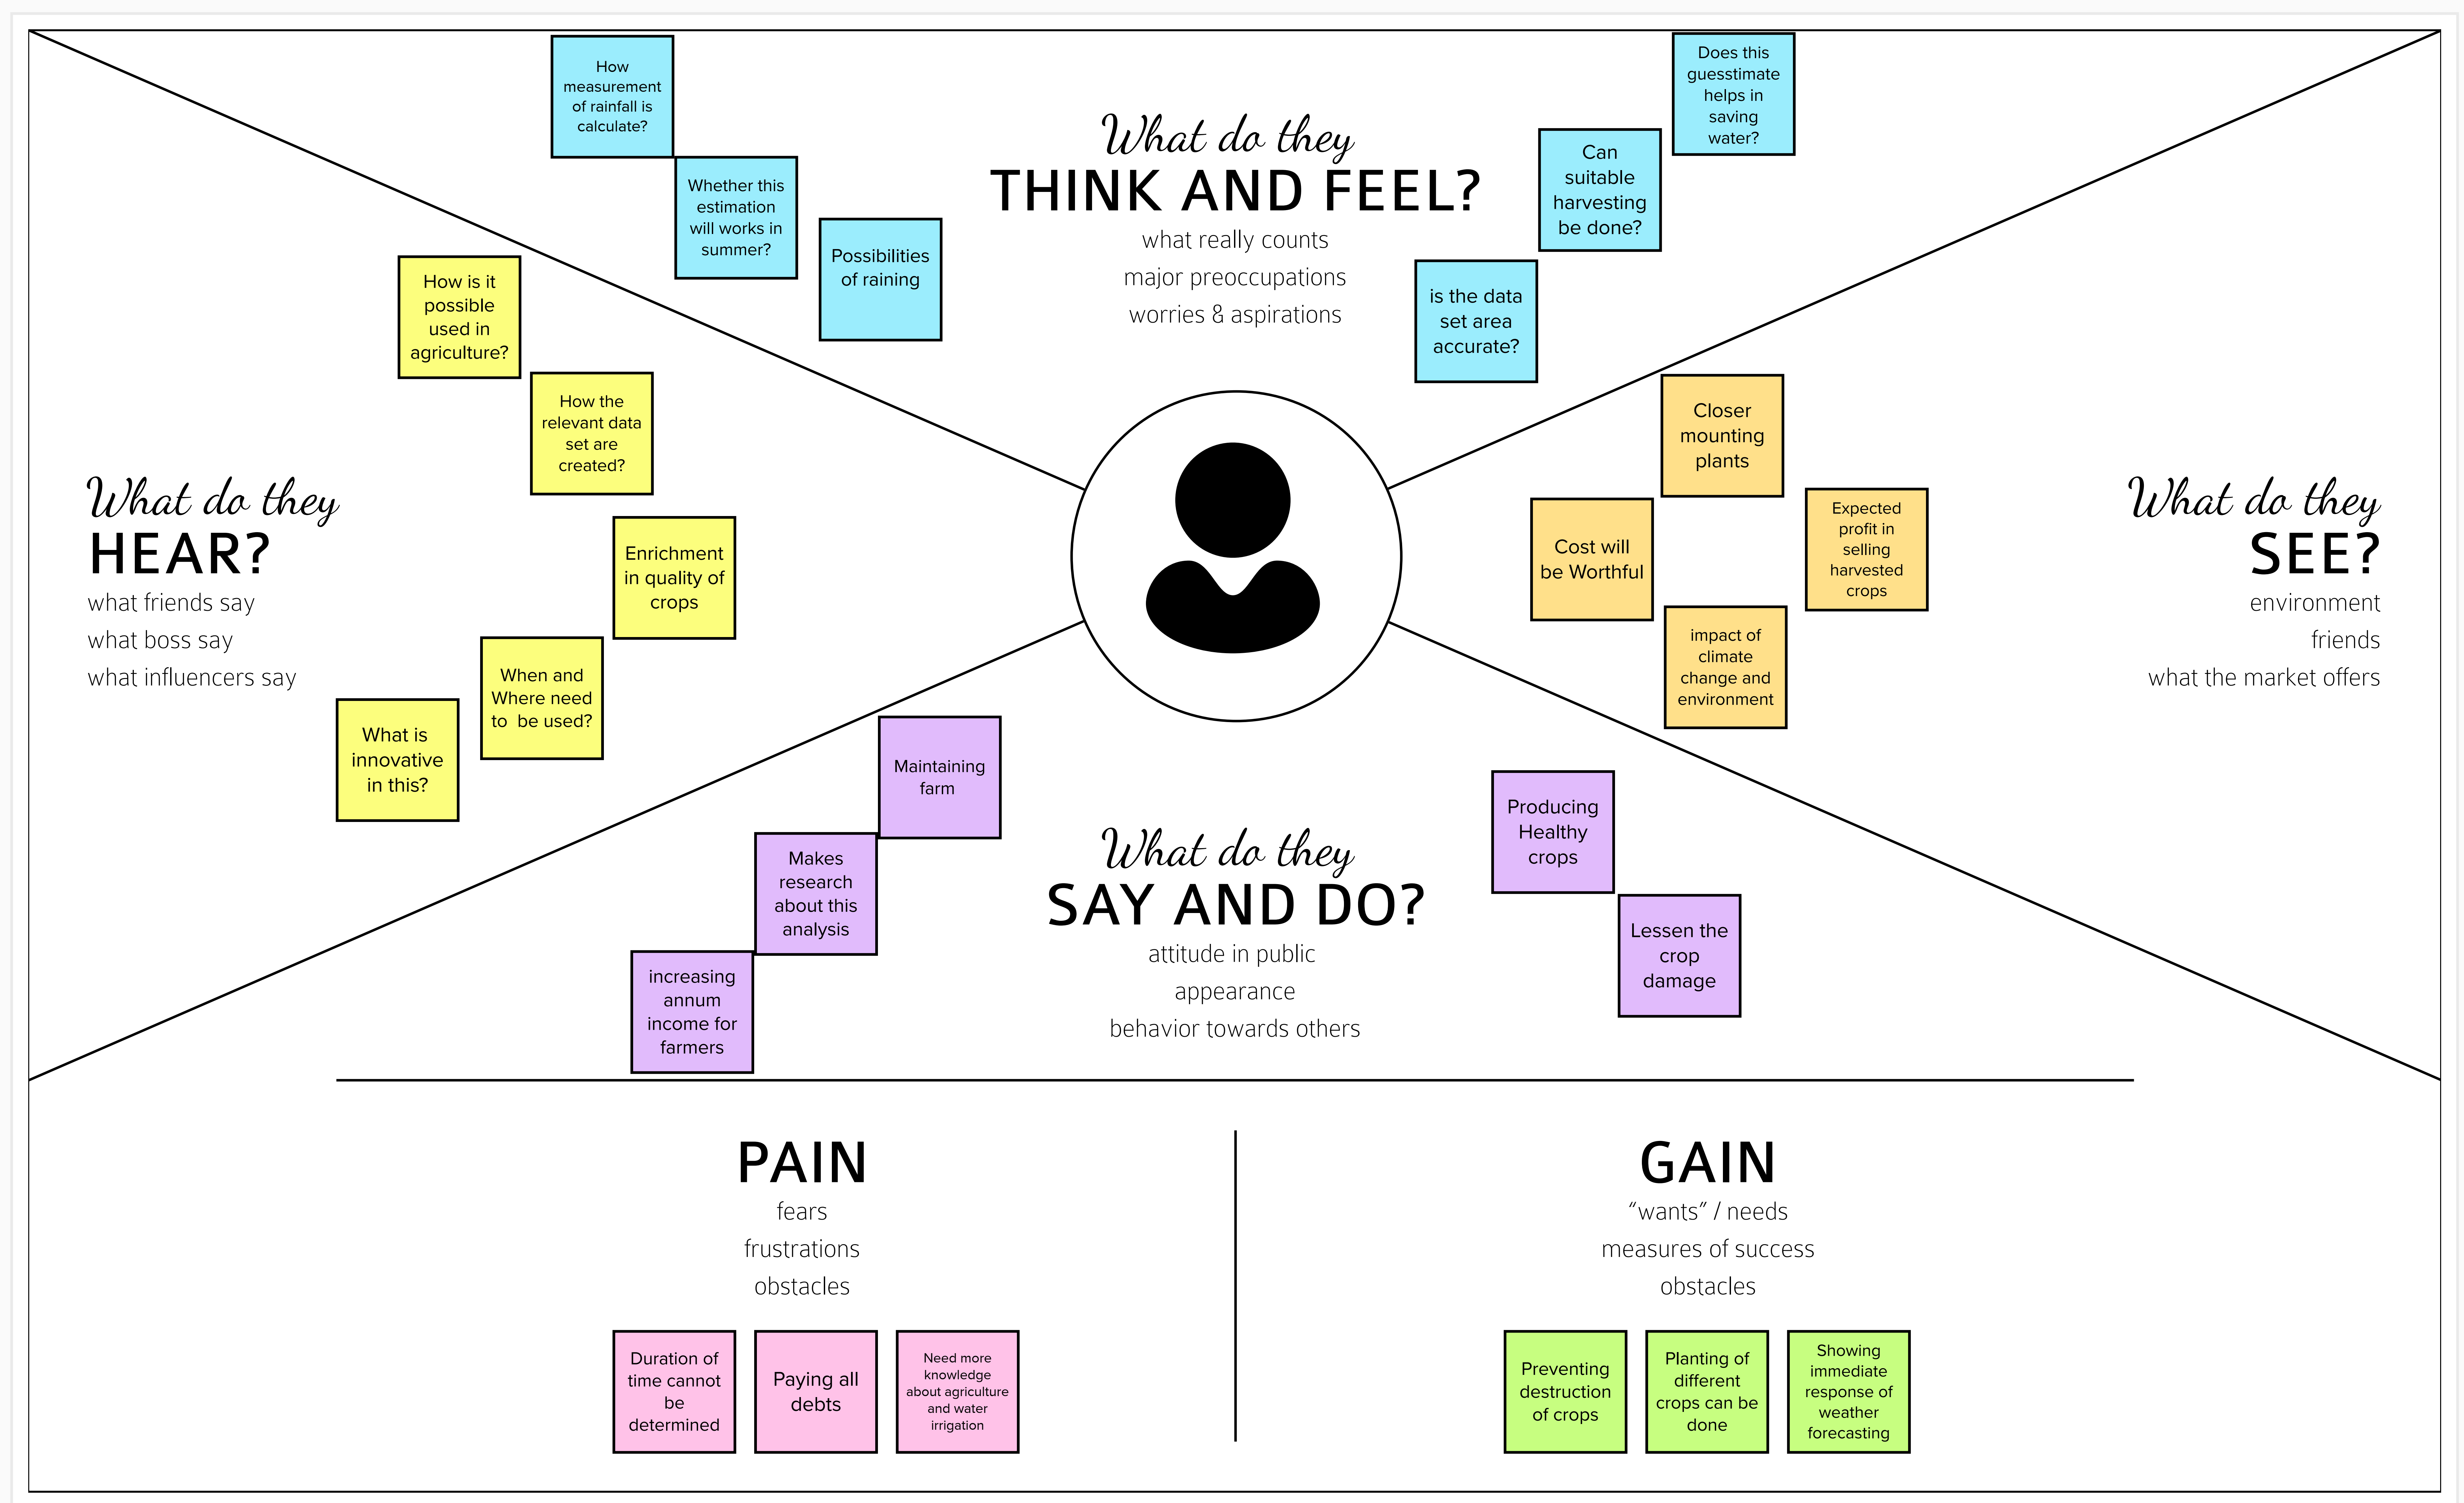 How
measurement
of rainfall is
calculate?
Whether this
estimation
will works in
summer?
Possibilities
of raining
What do they
THINK AND FEEL?
what really counts
major preoccupations
worries & aspirations
Does this
guesstimate
helps in
saving
water?
Can
suitable
harvesting
be done?
is the data
set area
accurate?
What do they
HEAR?
what friends say
what boss say
what influencers say
How is it
possible
used in
agriculture?
How the
relevant data
set are
created?
Enrichment
in quality of
crops
When and
Where need
to  be used?
What is
innovative
in this?
Closer
mounting
plants
Cost will
be Worthful
Expected
profit in
selling
harvested
crops
impact of
climate
change and
environment
What do they
SEE?
environment
friends
what the market offers
Maintaining
farm
Makes
research
about this
analysis
increasing
annum
income for
farmers
What do they
SAY AND DO?
attitude in public
appearance
behavior towards others
Producing
Healthy
crops
Lessen the
crop
damage
PAIN
fears
frustrations
obstacles
Duration of
time cannot
be
determined
Paying all
debts
Need more
knowledge
about agriculture
and water
irrigation
GAIN
“wants” / needs
measures of success
obstacles
Preventing
destruction
of crops
Planting of
different
crops can be
done
Showing
immediate
response of
weather
forecasting